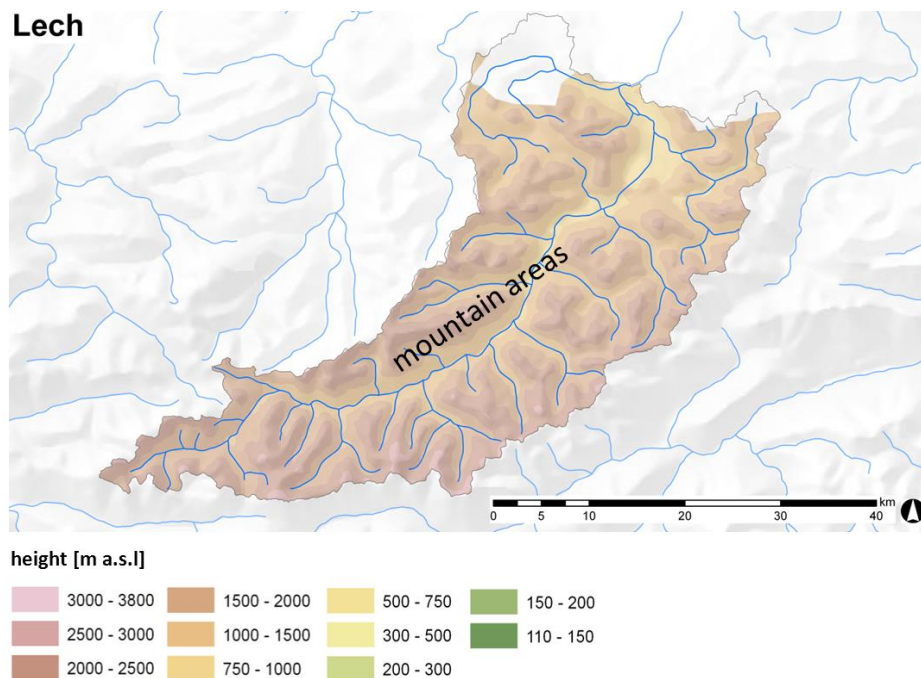 Lech
mountain areas
km
0 5 10 20 30 40
height [m a.s.l]
3000 - 3800 1500 - 2000 500 - 750 150 - 200
2500 - 3000 1000 - 1500 300 - 500 110 - 150
2000 - 2500 750 - 1000 200 - 300